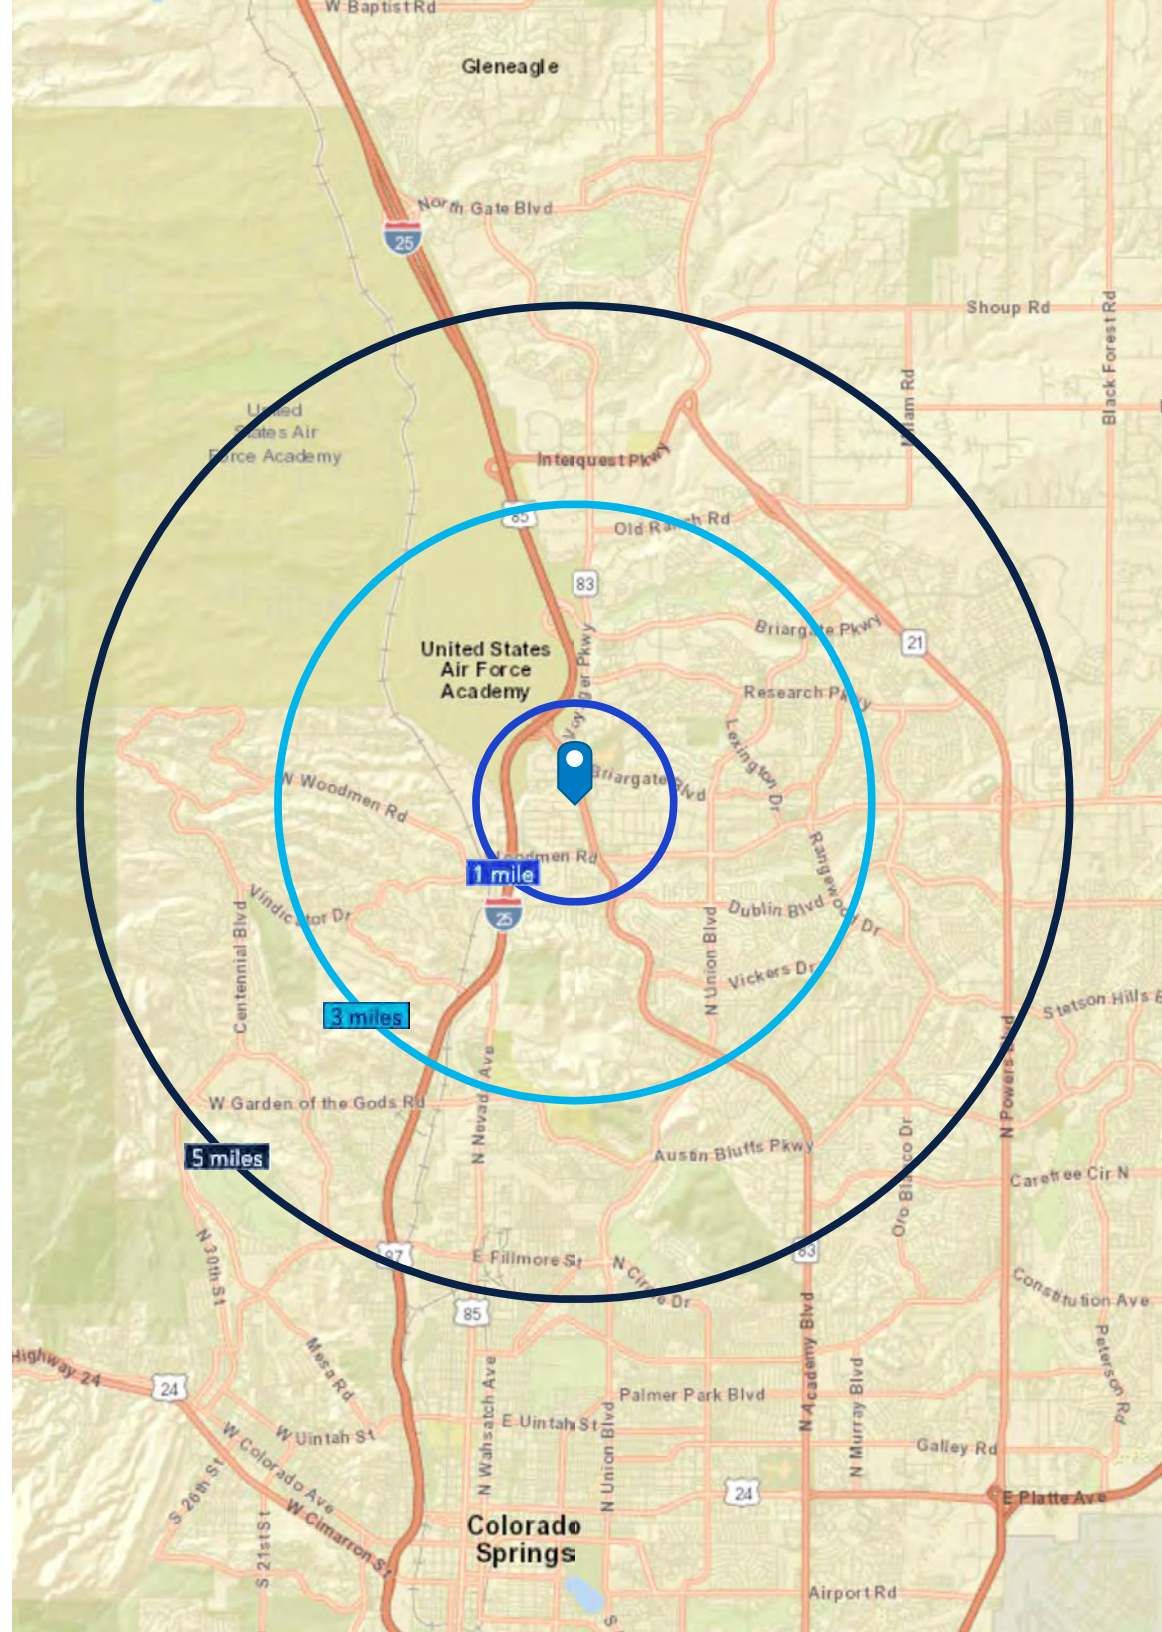 W Baptist Rd
Gleneagle
North Gate Blvd
25
Shoup Rd
Black Forest Rd
United
States Air
Force Academy
Interquest Pkwy
85
Old Ranch Rd
83
Briargate Pkwy
21
United States
Air Force
Academy
Voyager Pkwy
Research Pkwy
Lexington Dr
Briargate Blvd
W Woodmen Rd
Woodmen Rd
1 mile
Rangewood Dr
25
Vindicator Dr
Dublin Blvd
Centennial Blvd
N Union Blvd
Vickers Dr
Stetson Hills B
3 miles
N Powers Blvd
N Nevada Ave
W Garden of the Gods Rd
Austin Bluffs Pkwy
5 miles
Oro Blanco Dr
Carefree Cir N
N 30th St
87
E Fillmore St
N Circle Dr
83
Constitution Ave
85
Peterson Rd
Highway 24
24
Mesa Rd
N Wahsatch Ave
Palmer Park Blvd
N Academy Blvd
N Murray Blvd
W Uintah St
E Uintah St
N Union Blvd
Galley Rd
W Colorado Ave
S 26th St
24
E Platte Ave
W Cimarron St
S 21st St
Colorado
Springs
Airport Rd
S